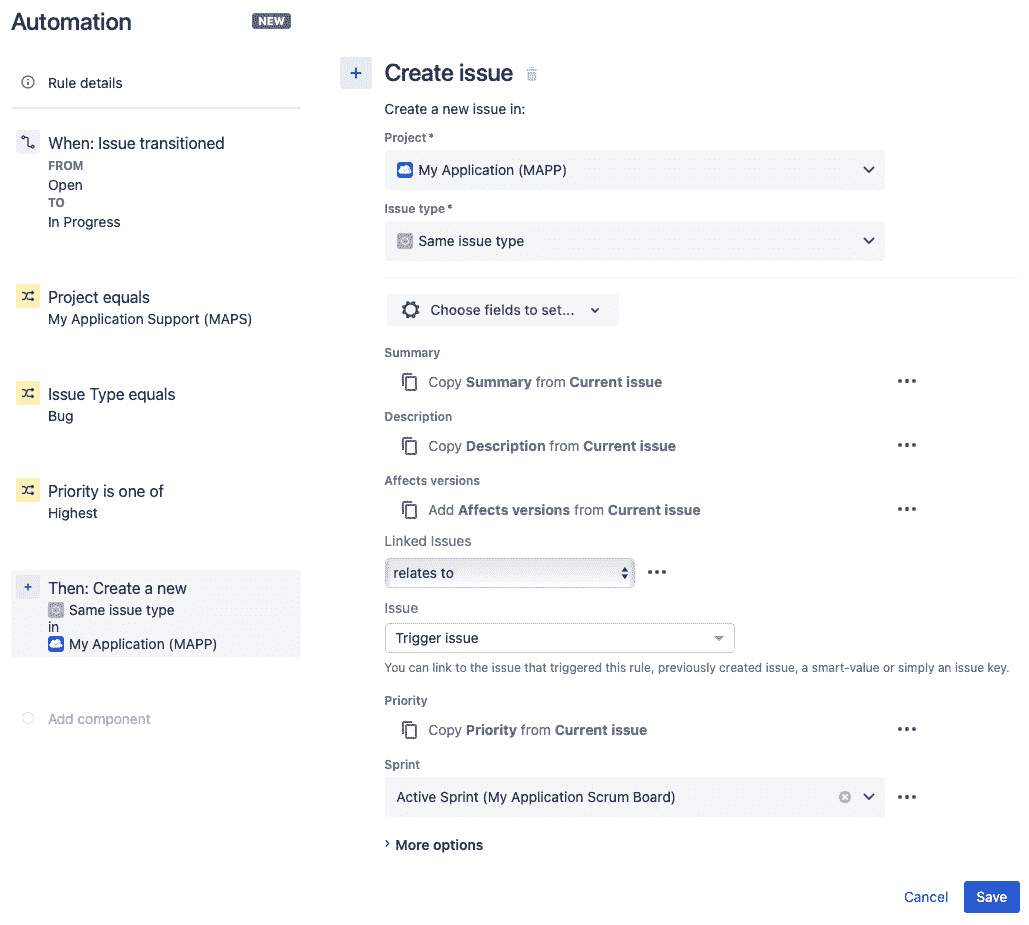 Automation
NEW
Rule details
When: Issue transitioned
FROM
Open
TO
In Progress
Project equals
My Application Support (MAPS)
Issue Type equals
Bug
Priority is one of
Highest
Then: Create a new
Same issue type
in
My Application (MAPP)
Add component
Create issue
Create a new issue in:
Project*
My Application (MAPP)
Issue type*
Same issue type
Choose fields to set...
Summary
Copy Summary from Current issue
Description
Copy Description from Current issue
Affects versions
Add Affects versions from Current issue
Linked Issues
relates to
Issue
Trigger issue
You can link to the issue that triggered this rule, previously created issue, a smart-value or simply an issue key.
Priority
Copy Priority from Current issue
Sprint
Active Sprint (My Application Scrum Board)
More options
Cancel
Save